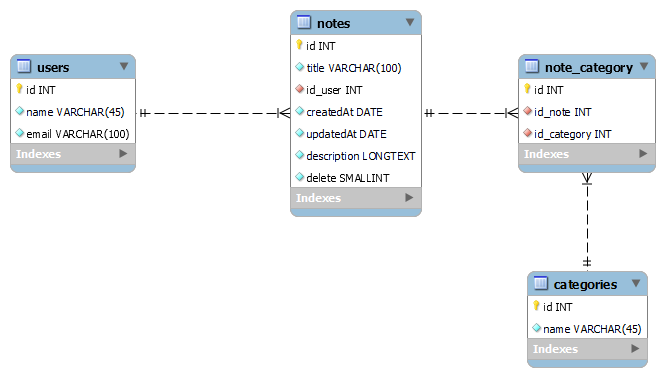 users
id INT
name VARCHAR(45)
email VARCHAR(100)
Indexes
notes
id INT
title VARCHAR(100)
id_user INT
createdAt DATE
updatedAt DATE
description LONGTEXT
delete SMALLINT
Indexes
note_category
id INT
id_note INT
id_category INT
Indexes
categories
id INT
name VARCHAR(45)
Indexes